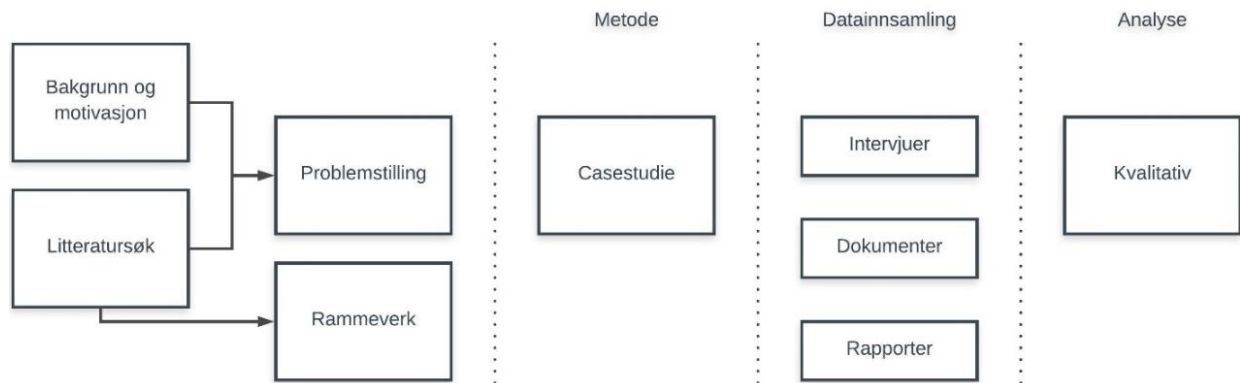 Metode
Datainnsamling
Analyse
Bakgrunn og
motivasjon
Litteratursøk
Problemstilling
Rammeverk
Casestudie
Intervjuer
Dokumenter
Rapporter
Kvalitativ